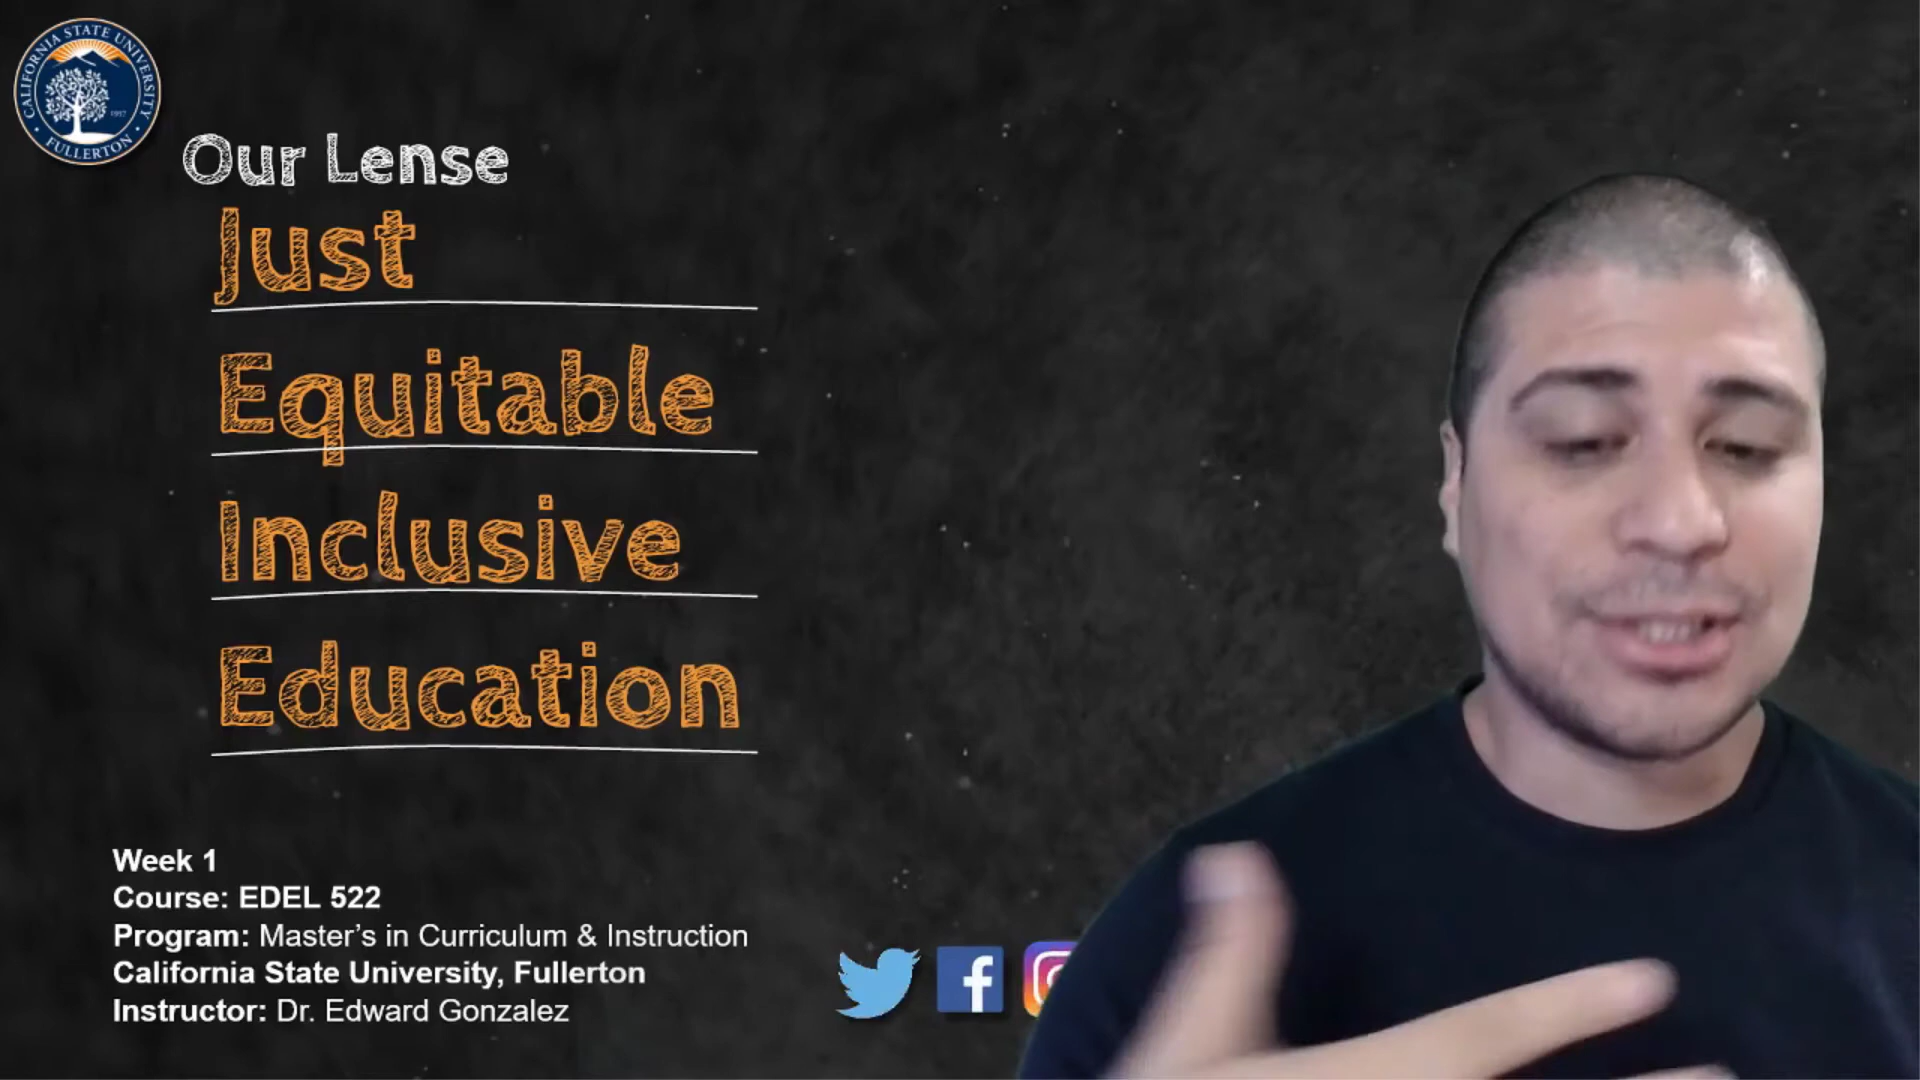 CALIFORNIA STATE UNIVERSITY
1957
FULLERTON
Our Lense
Just
Equitable
Inclusive
Education
Week 1
Course: EDEL 522
Program: Master’s in Curriculum & Instruction
California State University, Fullerton
Instructor: Dr. Edward Gonzalez